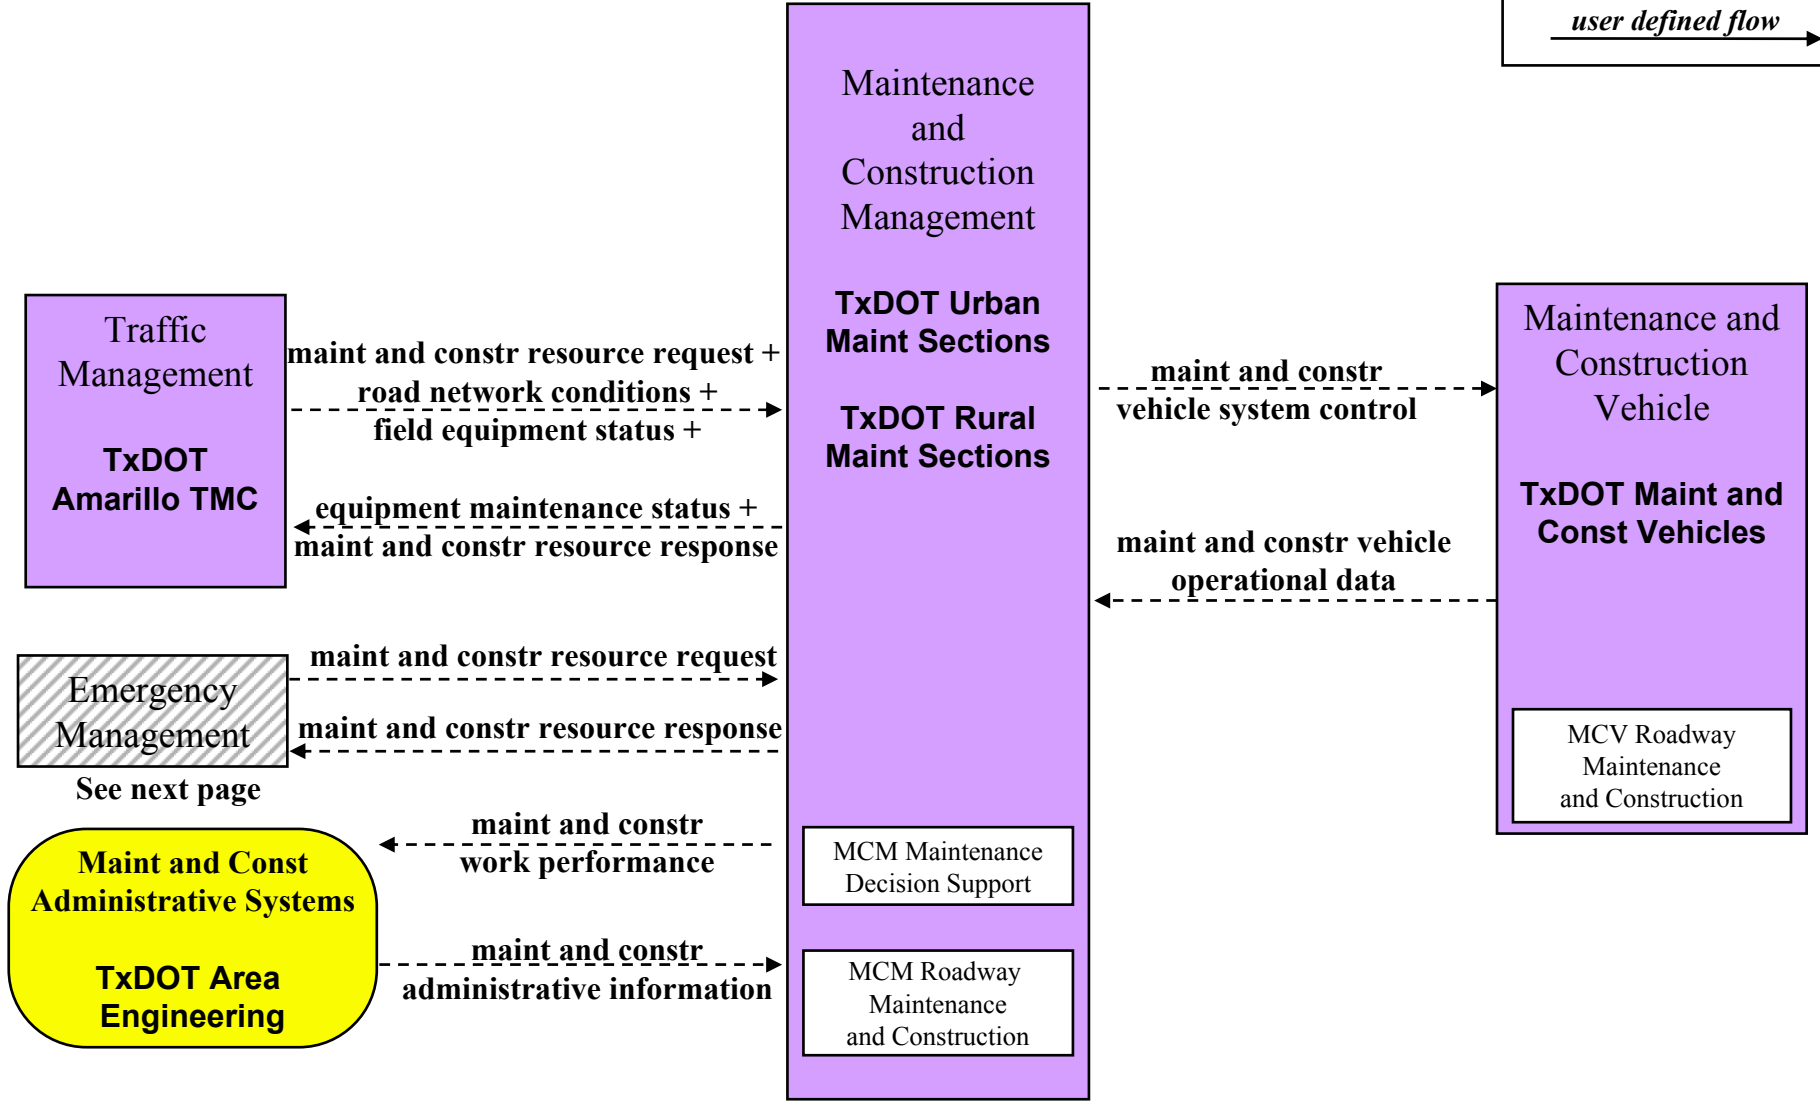 user defined flow
Maintenance
and
Construction
Management
TxDOT Urban
Maint Sections
TxDOT Rural
Maint Sections
MCM Maintenance
Decision Support
MCM Roadway
Maintenance
and Construction
Traffic
Management
TxDOT
Amarillo TMC
maint and constr resource request +
road network conditions +
field equipment status +
equipment maintenance status +
maint and constr resource response
maint and constr
vehicle system control
maint and constr vehicle
operational data
Maintenance and
Construction
Vehicle
TxDOT Maint and
Const Vehicles
MCV Roadway
Maintenance
and Construction
Emergency
Management
See next page
maint and constr resource request
maint and constr resource response
Maint and Const
Administrative Systems
TxDOT Area
Engineering
maint and constr
work performance
maint and constr
administrative information